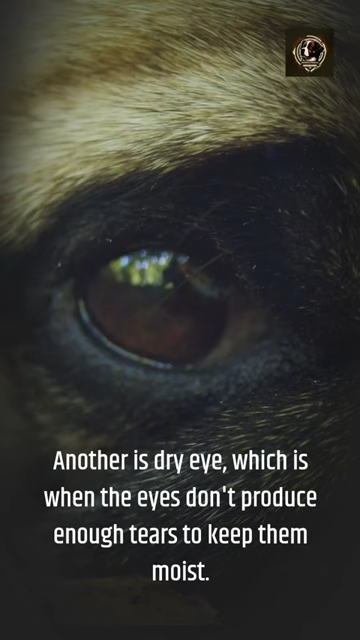 Another is dry eye, which is
when the eyes don't produce
enough tears to keep them
moist.